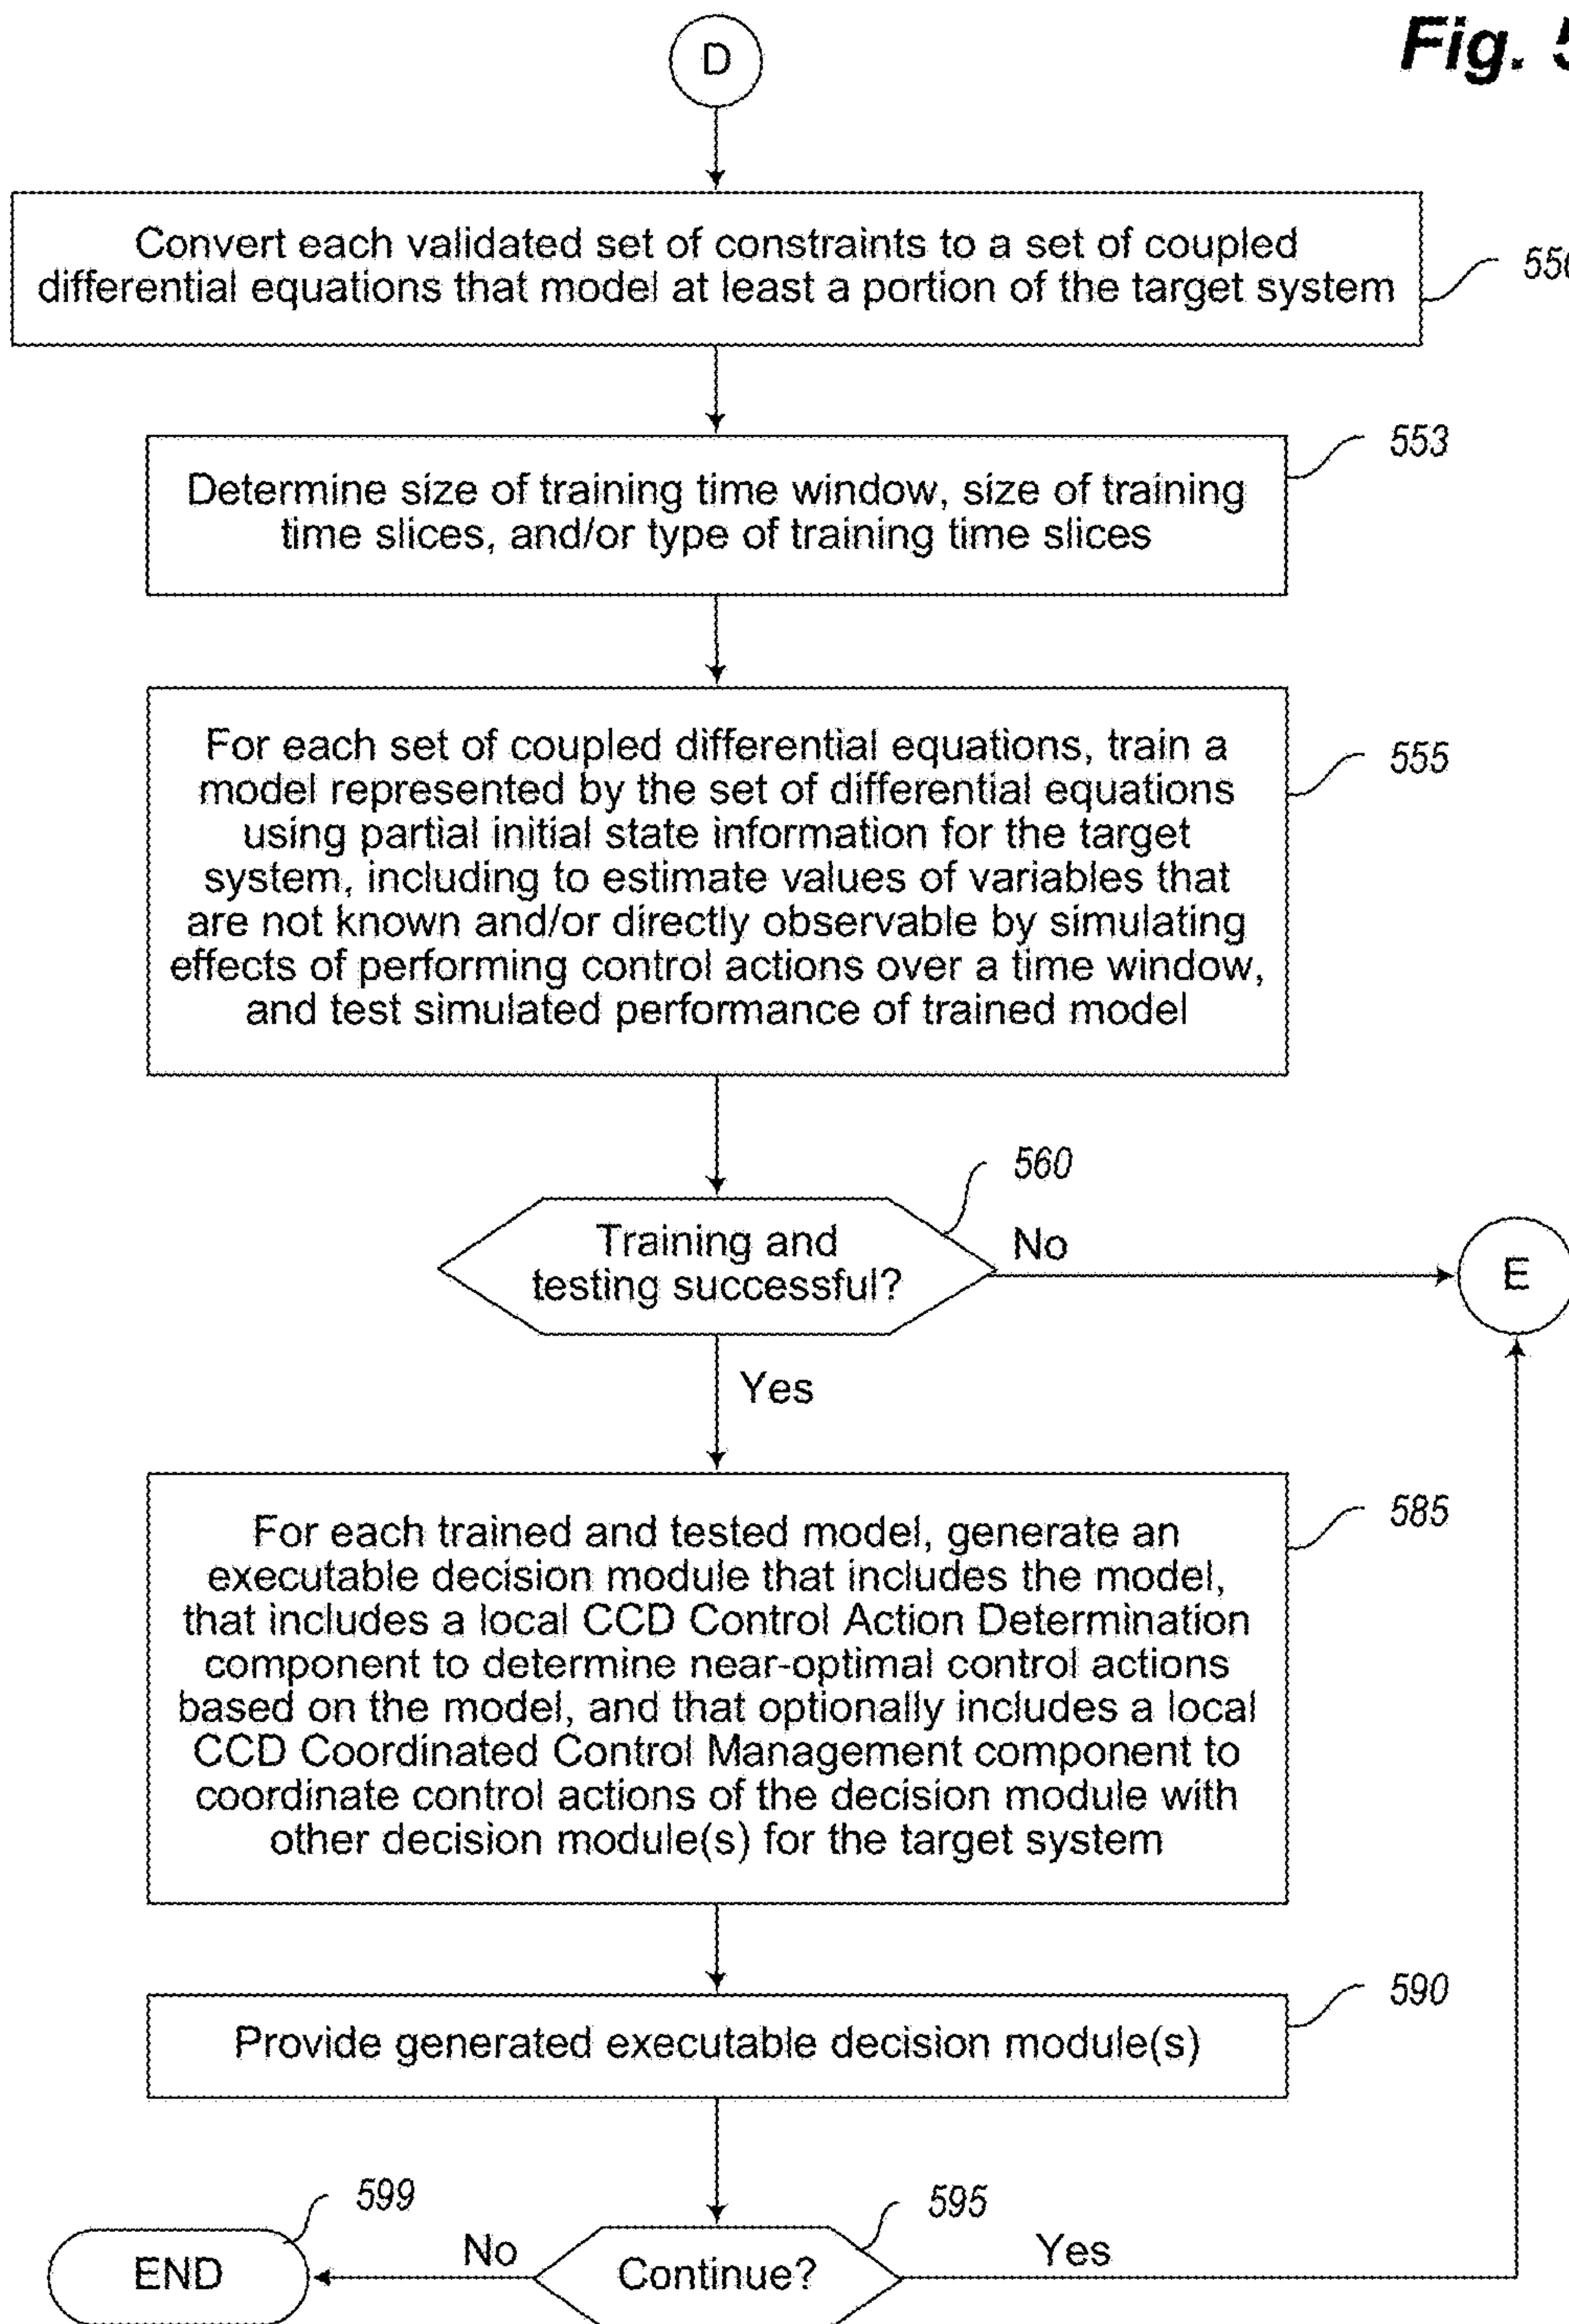 Fig. 5
D
Convert each validated set of constraints to a set of coupled
differential equations that model at least a portion of the target system
Determine size of training time window, size of training
time slices, and/or type of training time slices
553
For each set of coupled differential equations, train a
model represented by the set of differential equations
using partial initial state information for the target
system, including to estimate values of variables that
are not known and/or directly observable by simulating
effects of performing control actions over a time window,
and test simulated performance of trained model
555
560
Training and
testing successful?
No
E
Yes
For each trained and tested model, generate an
executable decision module that includes the model,
that includes a local CCD Control Action Determination
component to determine near-optimal control actions
based on the model, and that optionally includes a local
CCD Coordinated Control Management component to
coordinate control actions of the decision module with
other decision module(s) for the target system
585
Provide generated executable decision module(s)
590
599
END
No
Continue?
595
Yes